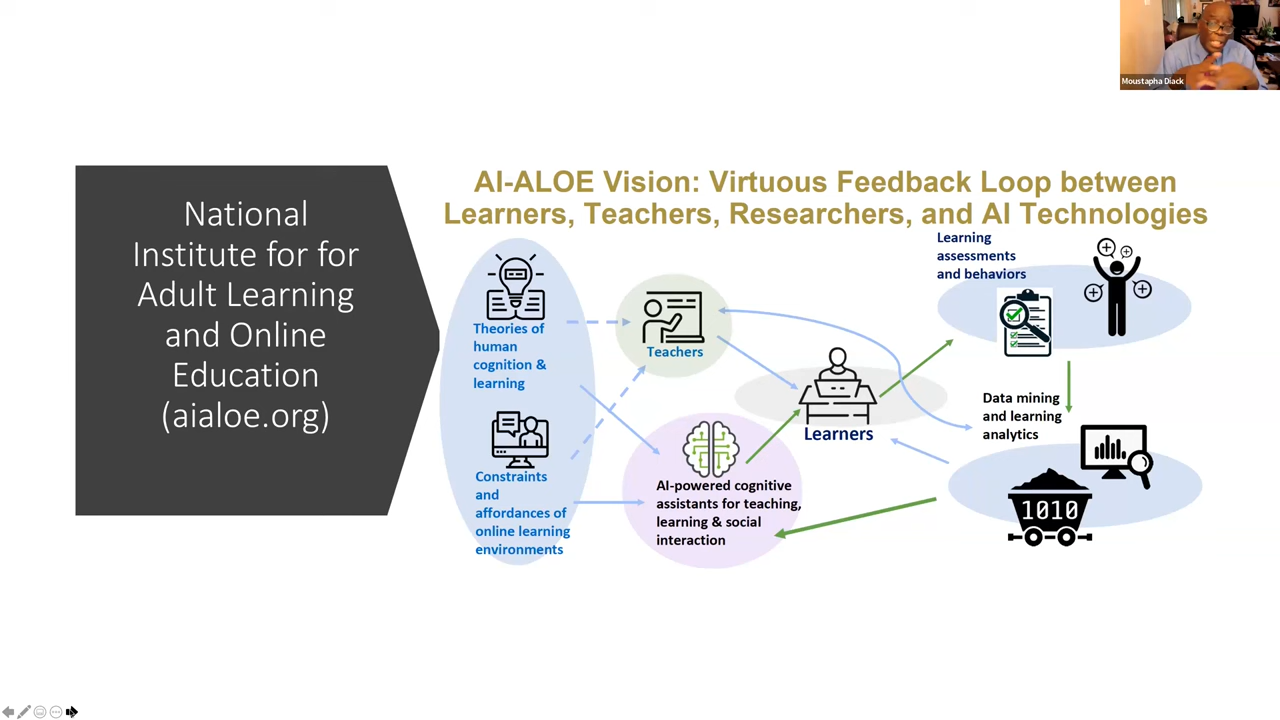 Moustapha Diack
National
Institute for for
Adult Learning
and Online
Education
(aialoe.org)
AI-ALOE Vision: Virtuous Feedback Loop between
Learners, Teachers, Researchers, and AI Technologies
Theories of
human
cognition &
learning
Constraints
and
affordances of
online learning
environments
Teachers
AI-powered cognitive
assistants for teaching,
learning & social
interaction
Learners
Learning
assessments
and behaviors
Data mining
and learning
analytics
1010